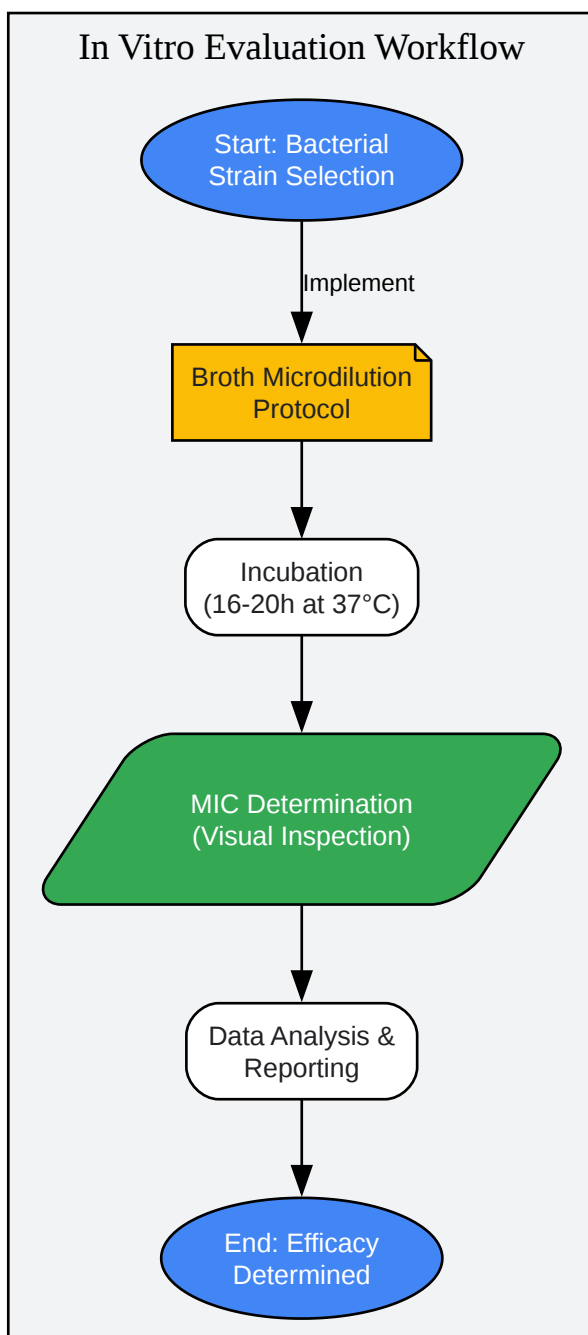 In Vitro Evaluation Workflow
Start: Bacterial
Strain Selection
Implement
Broth Microdilution
Protocol
Incubation
(16-20h at 37°C)
MIC Determination
(Visual Inspection)
Data Analysis &
Reporting
End: Efficacy
Determined